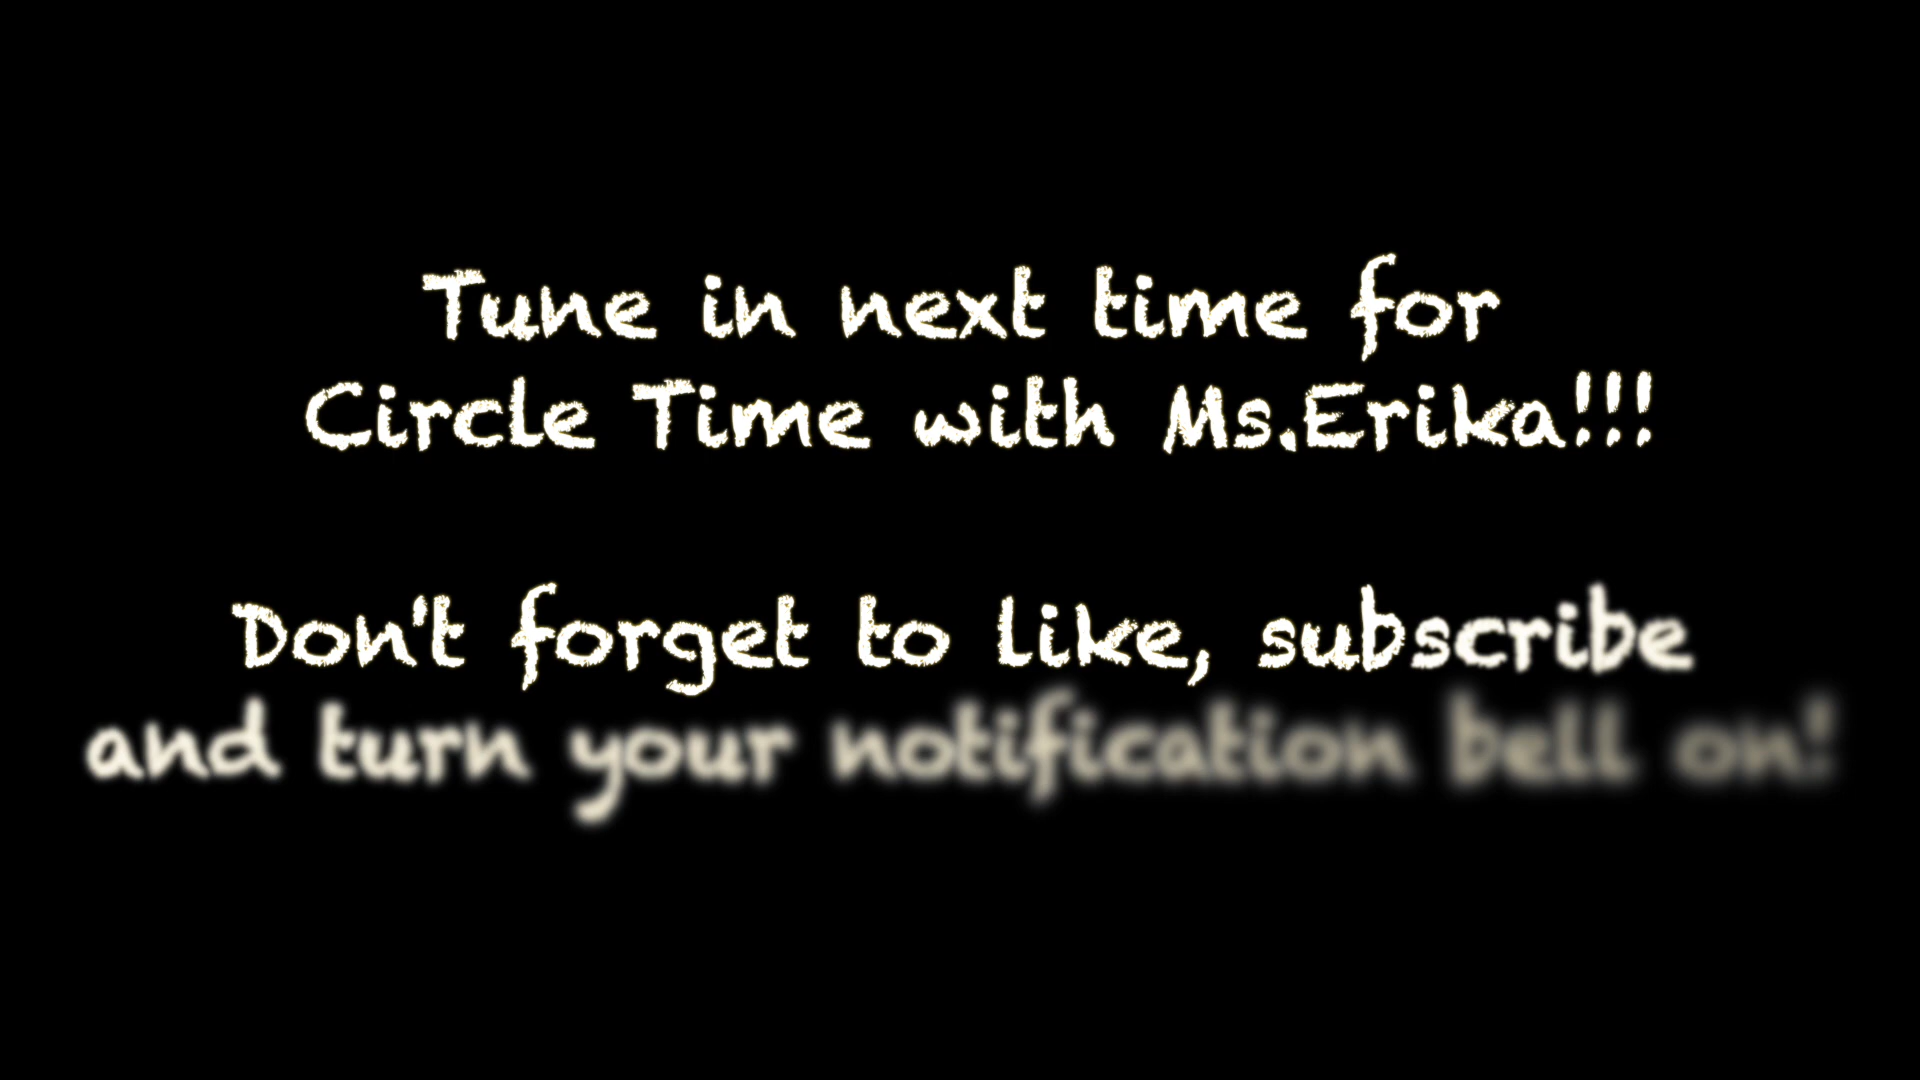 Tune in next time for
Circle Time with Ms.Erika!!!
Don't forget to like, subscribe
and turn your notification bell on!